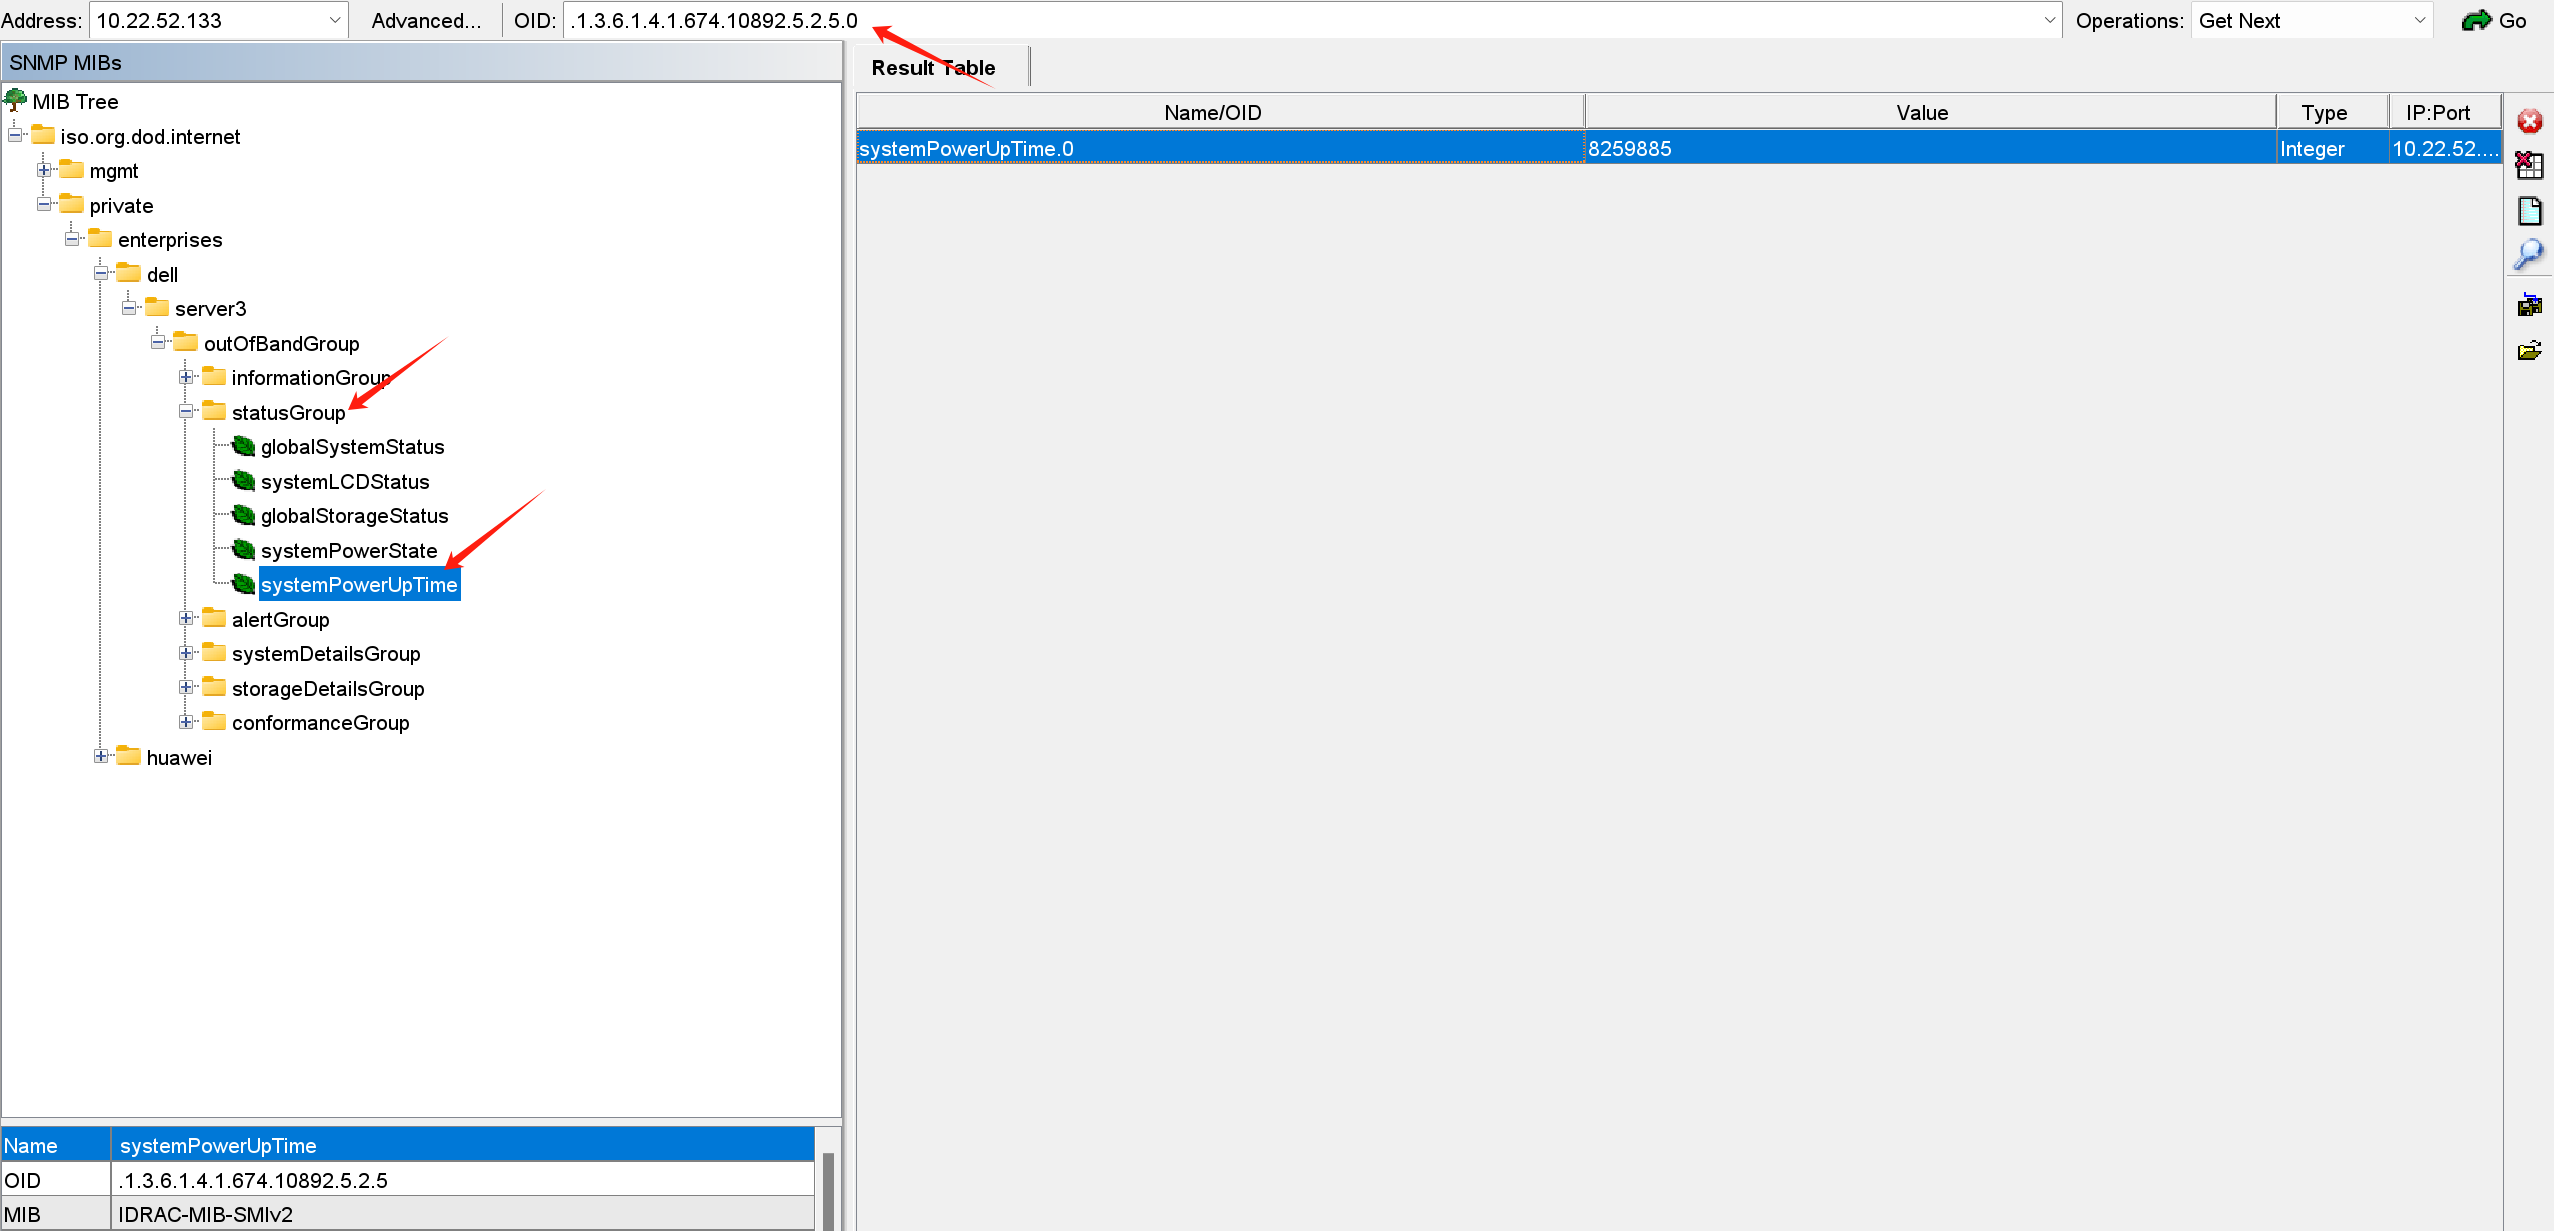 Address: 10.22.52.133 Advanced... OID: .1.3.6.1.4.1.674.10892.5.2.5.0 Operations: Get Next Go
SNMP MIBs
MIB Tree
iso.org.dod.internet
mgmt
private
enterprises
dell
server3
outOfBandGroup
informationGroup
statusGroup
globalSystemStatus
systemLCDStatus
globalStorageStatus
systemPowerState
systemPowerUpTime
alertGroup
systemDetailsGroup
storageDetailsGroup
conformanceGroup
huawei
Name systemPowerUpTime
OID .1.3.6.1.4.1.674.10892.5.2.5
MIB IDRAC-MIB-SMIv2
Result Table
Name/OID Value Type IP:Port
systemPowerUpTime.0 8259885 Integer 10.22.52....